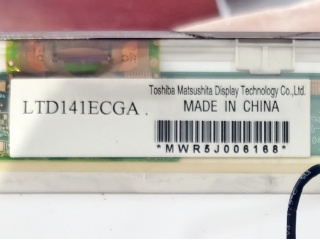 Toshiba Matsushita Display Technology Co.,Ltd.
LTD141ECGA .
MADE IN CHINA
*MWR5J006168*